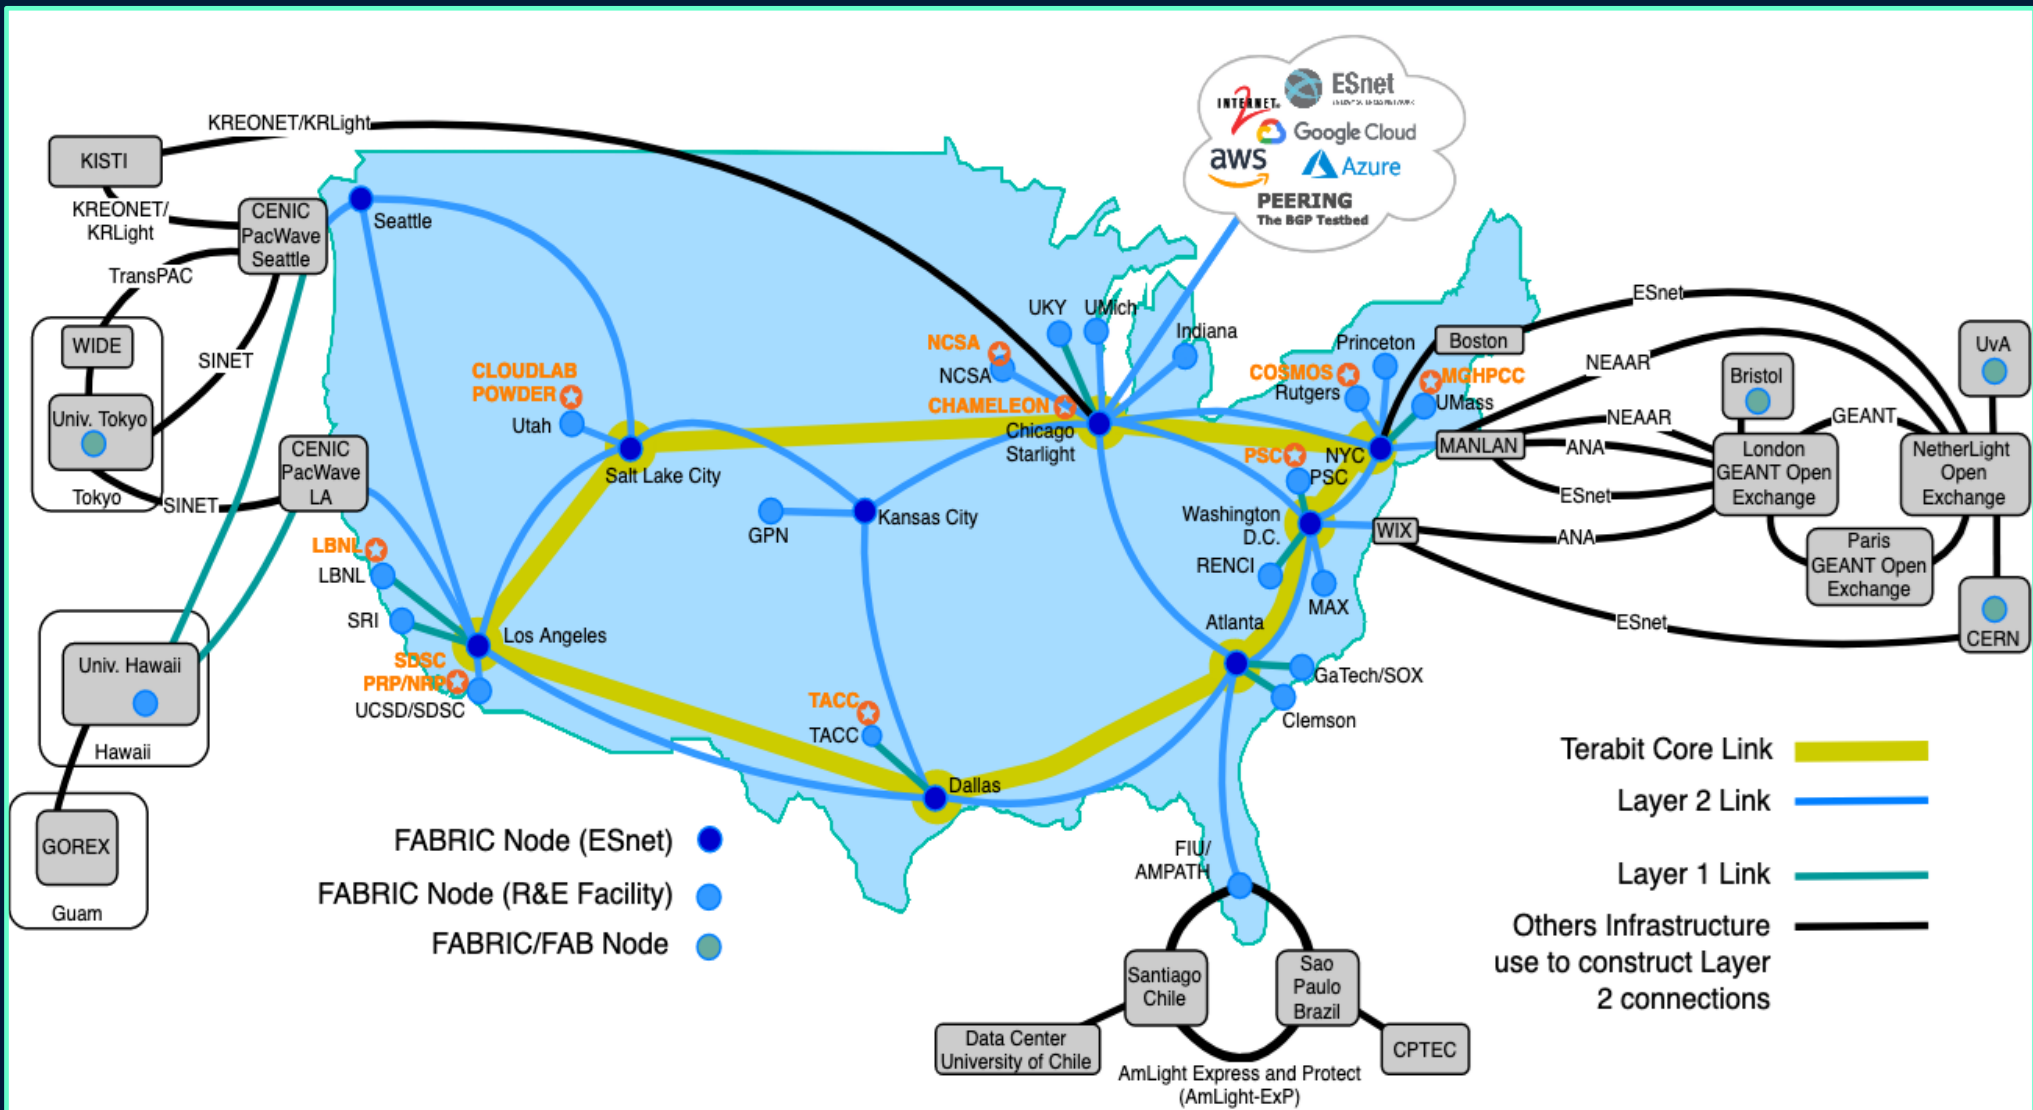 KREONET/KRLight
KISTI
KREONET/
KRLight
CENIC
PacWave
Seattle
Seattle
TransPAC
WIDE
SINET
Univ. Tokyo
Tokyo
SINET
CENIC
PacWave
LA
LBNL
LBNL
SRI
Los Angeles
SDSC
PRP/NRP
UCSD/SDSC
Univ. Hawaii
Hawaii
GOREX
Guam
CLOUDLAB
POWDER
Utah
Salt Lake City
GPN
Kansas City
TACC
TACC
Dallas
NCSA
NCSA
UKY
UMich
Indiana
CHAMELEON
Chicago
Starlight
INTERNET
2
ESnet
Google Cloud
aws
Azure
PEERING
The BGP Testbed
COSMOS
Rutgers
Princeton
MGHPCC
UMass
NYC
PSC
PSC
Washington
D.C.
RENCI
MAX
Atlanta
GaTech/SOX
Clemson
FIU/
AMPATH
Boston
MANLAN
WIX
ESnet
NEAAR
NEAAR
ANA
ESnet
ANA
ESnet
Bristol
GEANT
London
GEANT Open
Exchange
NetherLight
Open
Exchange
Paris
GEANT Open
Exchange
UvA
CERN
Santiago
Chile
Sao
Paulo
Brazil
Data Center
University of Chile
CPTEC
AmLight Express and Protect
(AmLight-ExP)
FABRIC Node (ESnet)
FABRIC Node (R&E Facility)
FABRIC/FAB Node
Terabit Core Link
Layer 2 Link
Layer 1 Link
Others Infrastructure
use to construct Layer
2 connections